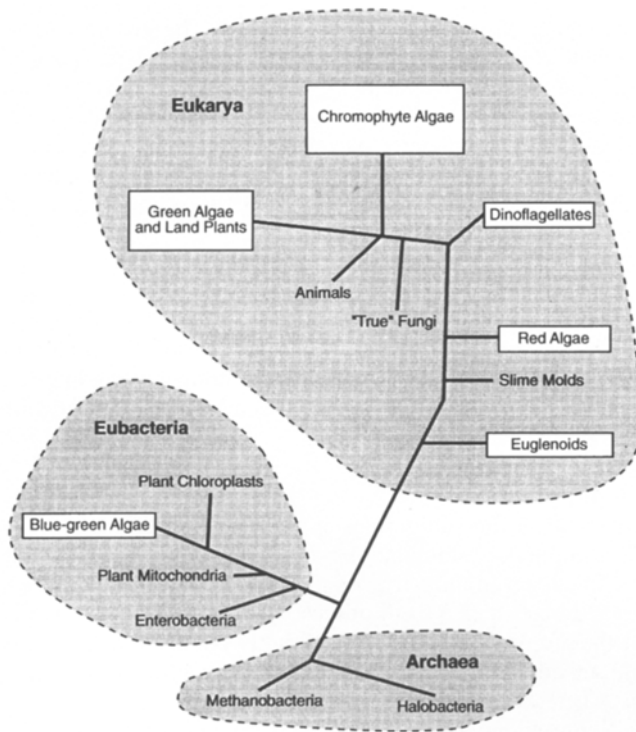 Eukarya
Chromophyte Algae
Green Algae
and Land Plants
Dinoflagellates
Animals
"True" Fungi
Red Algae
Slime Molds
Euglenoids
Eubacteria
Plant Chloroplasts
Blue-green Algae
Plant Mitochondria
Enterobacteria
Archaea
Methanobacteria
Halobacteria